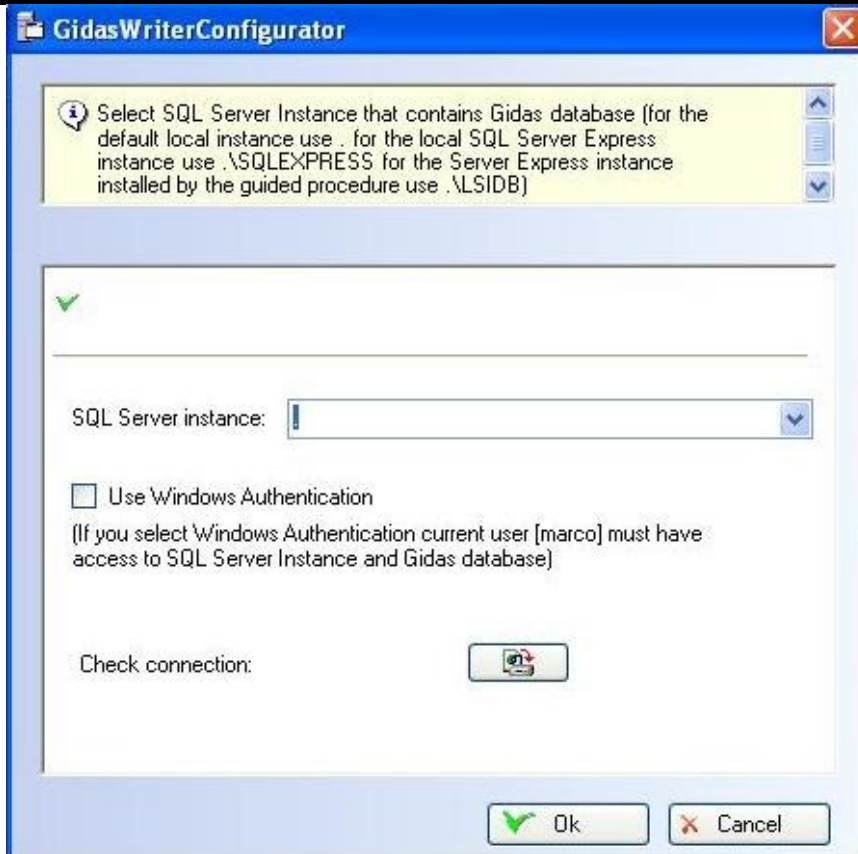 GidasWriterConfigurator
Select SQL Server Instance that contains Gidas database (for the
default local instance use . for the local SQL Server Express
instance use .\SQLEXPRESS for the Server Express instance
installed by the guided procedure use .\LSIDB)
SQL Server instance: .
Use Windows Authentication
(If you select Windows Authentication current user [marco] must have
access to SQL Server Instance and Gidas database)
Check connection:
Ok Cancel